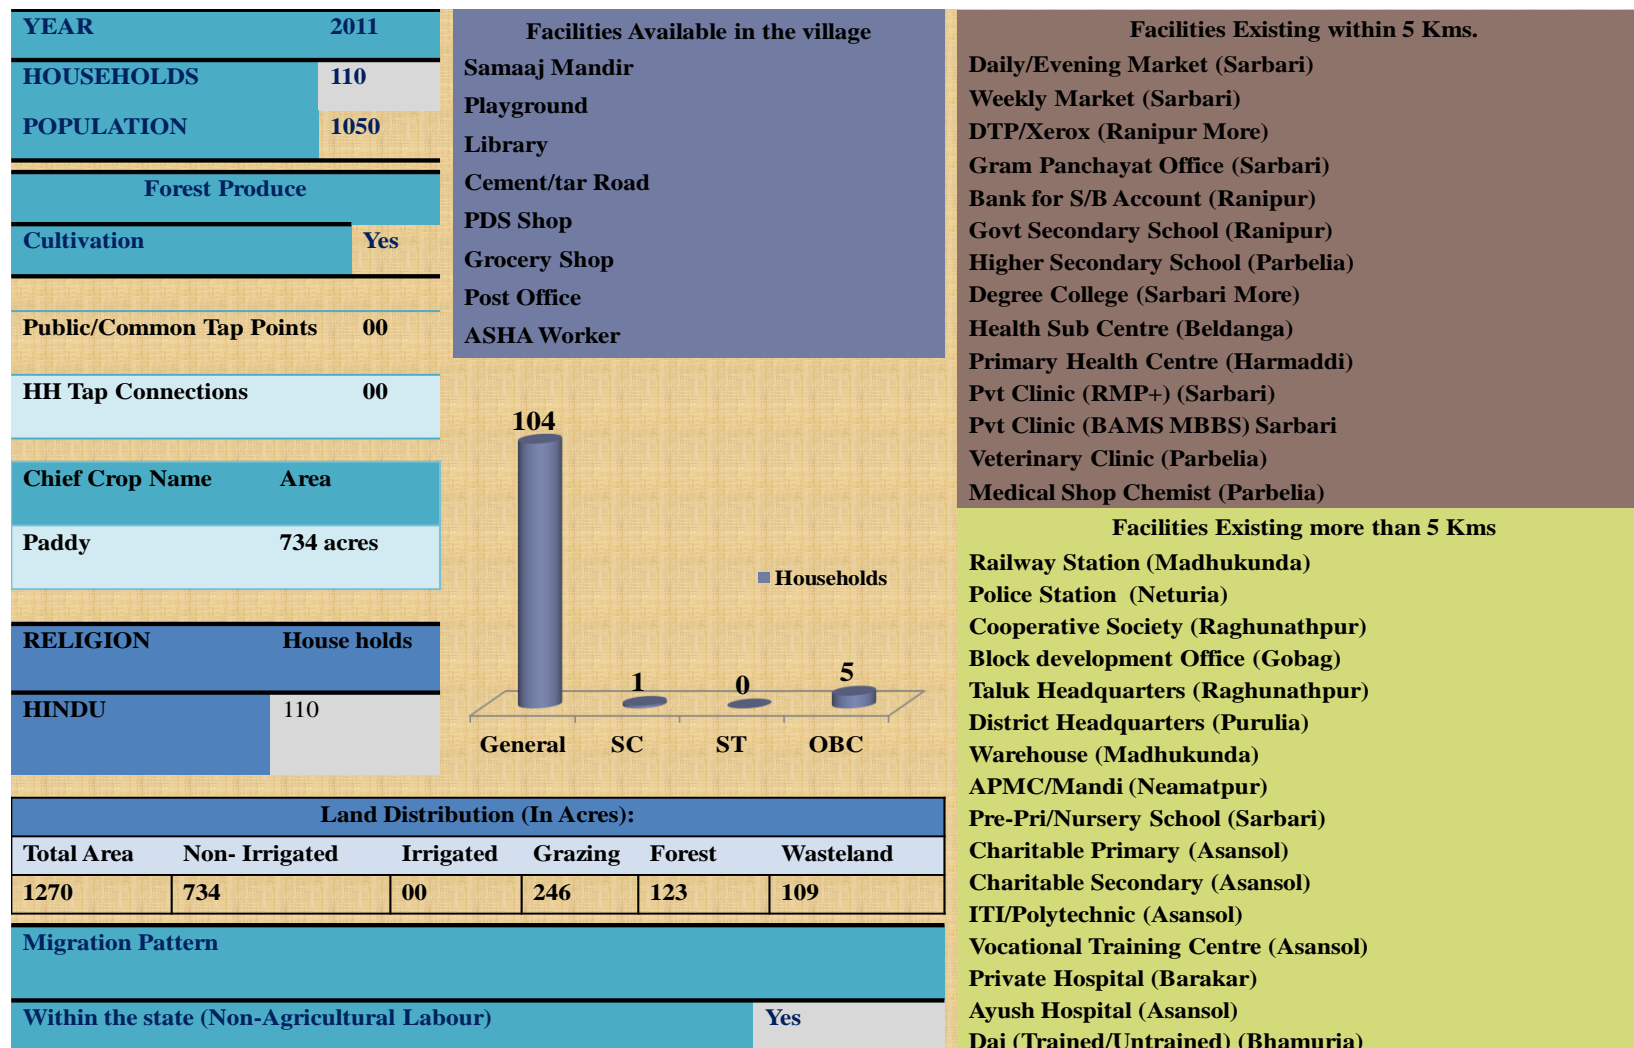 YEAR 2011
HOUSEHOLDS 110
POPULATION 1050
Forest Produce
Cultivation Yes
Public/Common Tap Points 00
HH Tap Connections 00
Chief Crop Name Area
Paddy 734 acres
RELIGION House holds
HINDU 110
Facilities Available in the village
Samaaj Mandir
Playground
Library
Cement/tar Road
PDS Shop
Grocery Shop
Post Office
ASHA Worker
104
1
0
5
Households
General SC ST OBC
Land Distribution (In Acres):
Total Area Non- Irrigated Irrigated Grazing Forest Wasteland
1270 734 00 246 123 109
Migration Pattern
Within the state (Non-Agricultural Labour) Yes
Facilities Existing within 5 Kms.
Daily/Evening Market (Sarbari)
Weekly Market (Sarbari)
DTP/Xerox (Ranipur More)
Gram Panchayat Office (Sarbari)
Bank for S/B Account (Ranipur)
Govt Secondary School (Ranipur)
Higher Secondary School (Parbelia)
Degree College (Sarbari More)
Health Sub Centre (Beldanga)
Primary Health Centre (Harmaddi)
Pvt Clinic (RMP+) (Sarbari)
Pvt Clinic (BAMS MBBS) Sarbari
Veterinary Clinic (Parbelia)
Medical Shop Chemist (Parbelia)
Facilities Existing more than 5 Kms
Railway Station (Madhukunda)
Police Station (Neturia)
Cooperative Society (Raghunathpur)
Block development Office (Gobag)
Taluk Headquarters (Raghunathpur)
District Headquarters (Purulia)
Warehouse (Madhukunda)
APMC/Mandi (Neamatpur)
Pre-Pri/Nursery School (Sarbari)
Charitable Primary (Asansol)
Charitable Secondary (Asansol)
ITI/Polytechnic (Asansol)
Vocational Training Centre (Asansol)
Private Hospital (Barakar)
Ayush Hospital (Asansol)
Dai (Trained/Untrained) (Bhamuria)